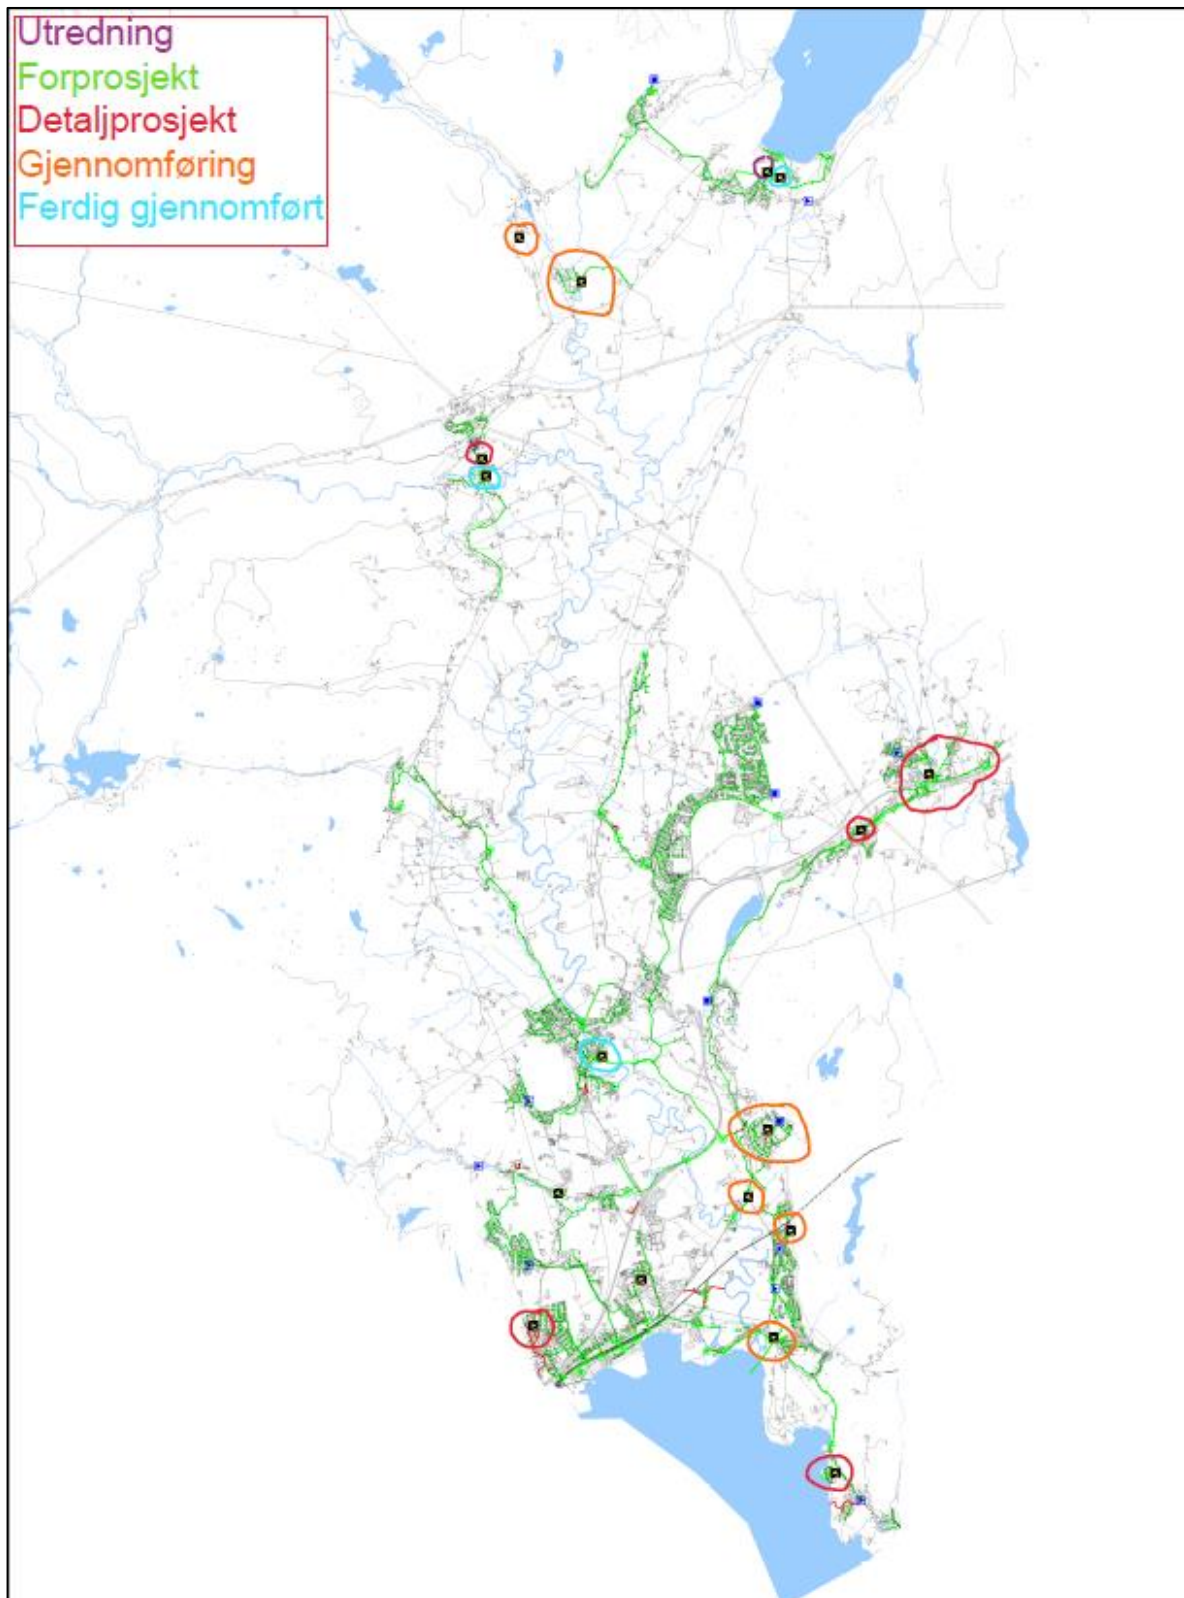 Utredning
Forprosjekt
Detaljprosjekt
Gjennomføring
Ferdig gjennomført